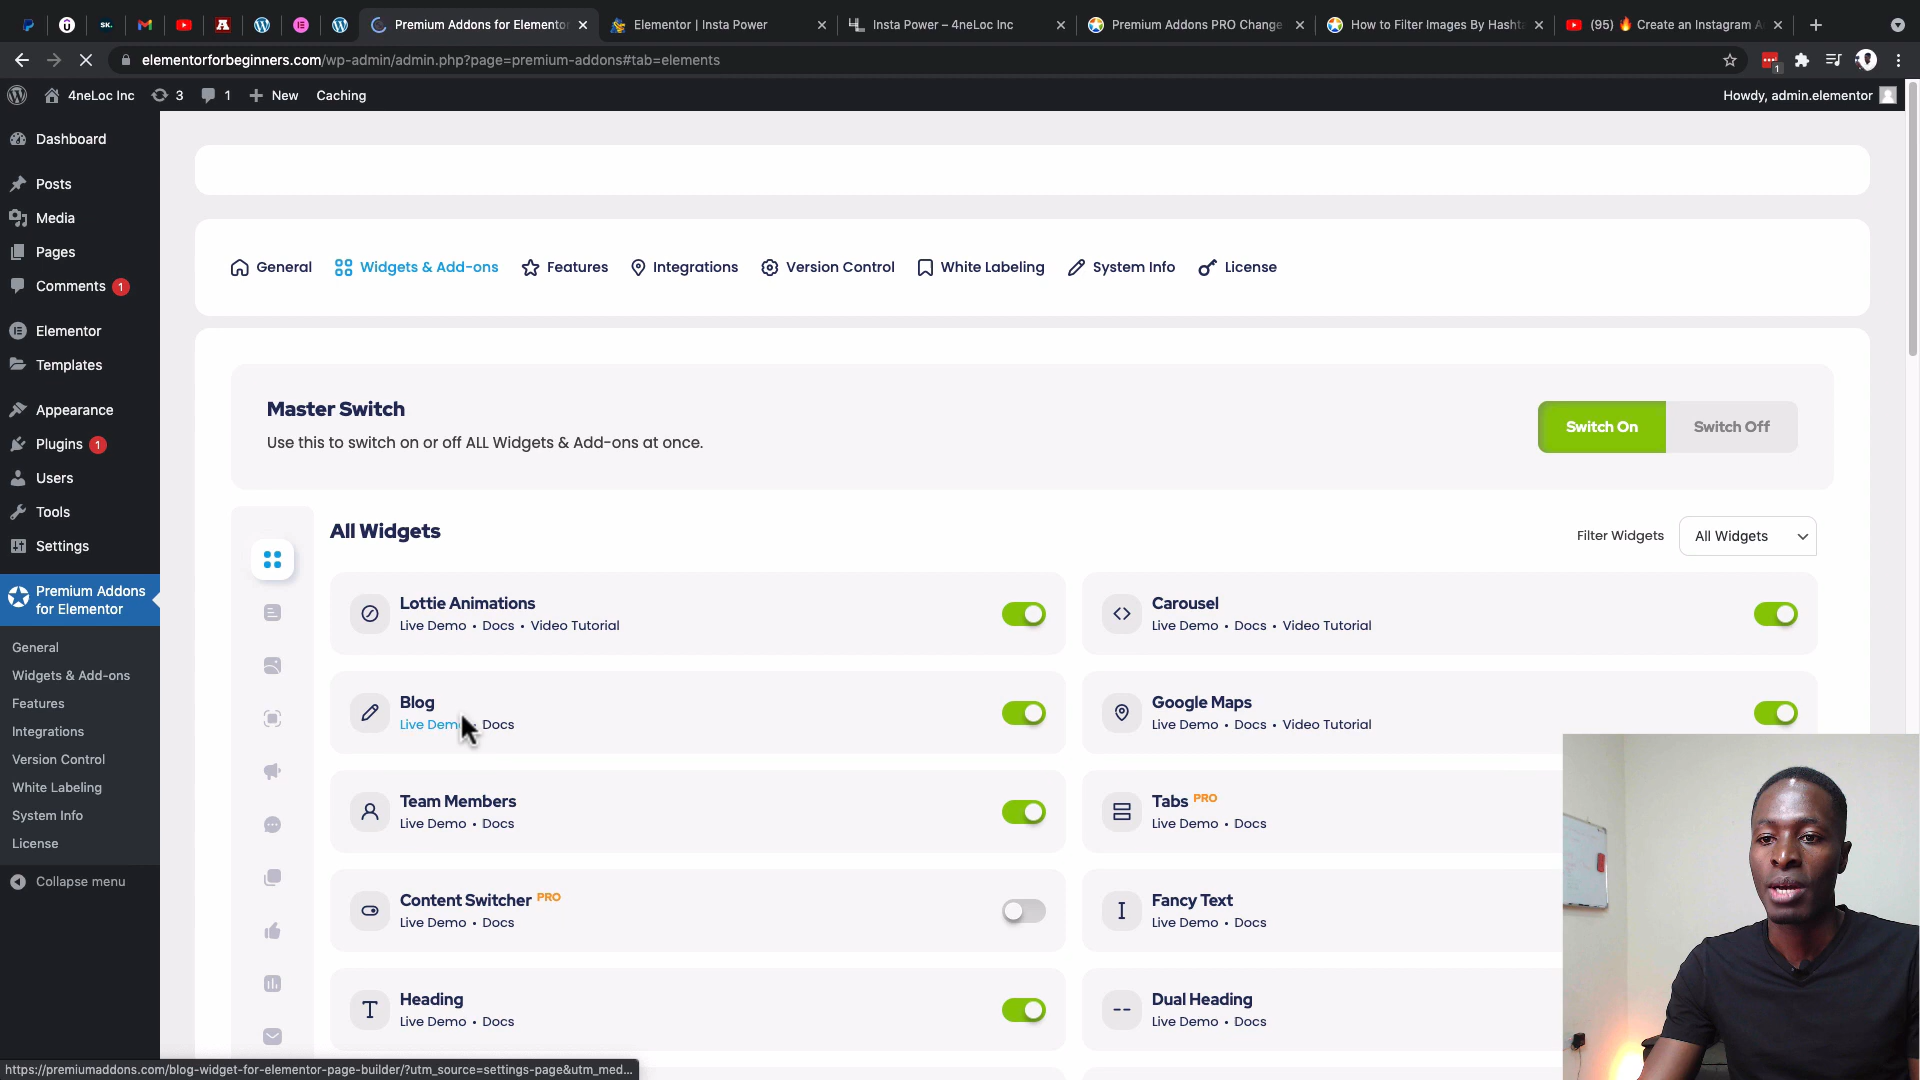 Premium Addons for Elemento
Elementor | Insta Power
Insta Power – 4neLoc Inc
Premium Addons PRO Change
How to Filter Images By Hasht
(95) 🔥 Create an Instagram A
elementorforbeginners.com/wp-admin/admin.php?page=premium-addons#tab=elements
4neLoc Inc 3 1 New Caching
Howdy, admin.elementor
Dashboard
Posts
Media
Pages
Comments 1
Elementor
Templates
Appearance
Plugins 1
Users
Tools
Settings
Premium Addons
for Elementor
General
Widgets & Add-ons
Features
Integrations
Version Control
White Labeling
System Info
License
Collapse menu
General
Widgets & Add-ons
Features
Integrations
Version Control
White Labeling
System Info
License
Master Switch
Use this to switch on or off ALL Widgets & Add-ons at once.
Switch On
Switch Off
All Widgets
Filter Widgets
All Widgets
Lottie Animations
Live Demo • Docs • Video Tutorial
Carousel
Live Demo • Docs • Video Tutorial
Blog
Live Demo • Docs
Google Maps
Live Demo • Docs • Video Tutorial
Team Members
Live Demo • Docs
Tabs PRO
Live Demo • Docs
Content Switcher PRO
Live Demo • Docs
Fancy Text
Live Demo • Docs
Heading
Live Demo • Docs
Dual Heading
Live Demo • Docs
https://premiumaddons.com/blog-widget-for-elementor-page-builder/?utm_source=settings-page&utm_med...